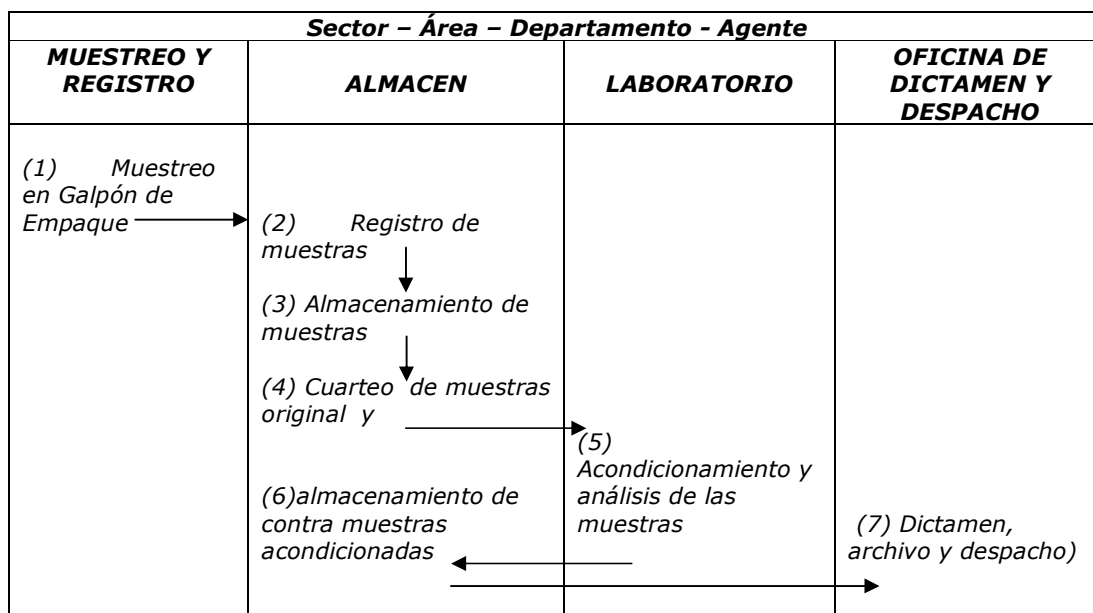 Sector – Área – Departamento - Agente
MUESTREO Y
REGISTRO
ALMACEN
LABORATORIO
OFICINA DE
DICTAMEN Y
DESPACHO
(1) Muestreo
en Galpón de
Empaque
(2) Registro de
muestras
(3) Almacenamiento de
muestras
(4) Cuarteo de muestras
original y
(5)
Acondicionamiento y
análisis de las
muestras
(6)almacenamiento de
contra muestras
acondicionadas
(7) Dictamen,
archivo y despacho)